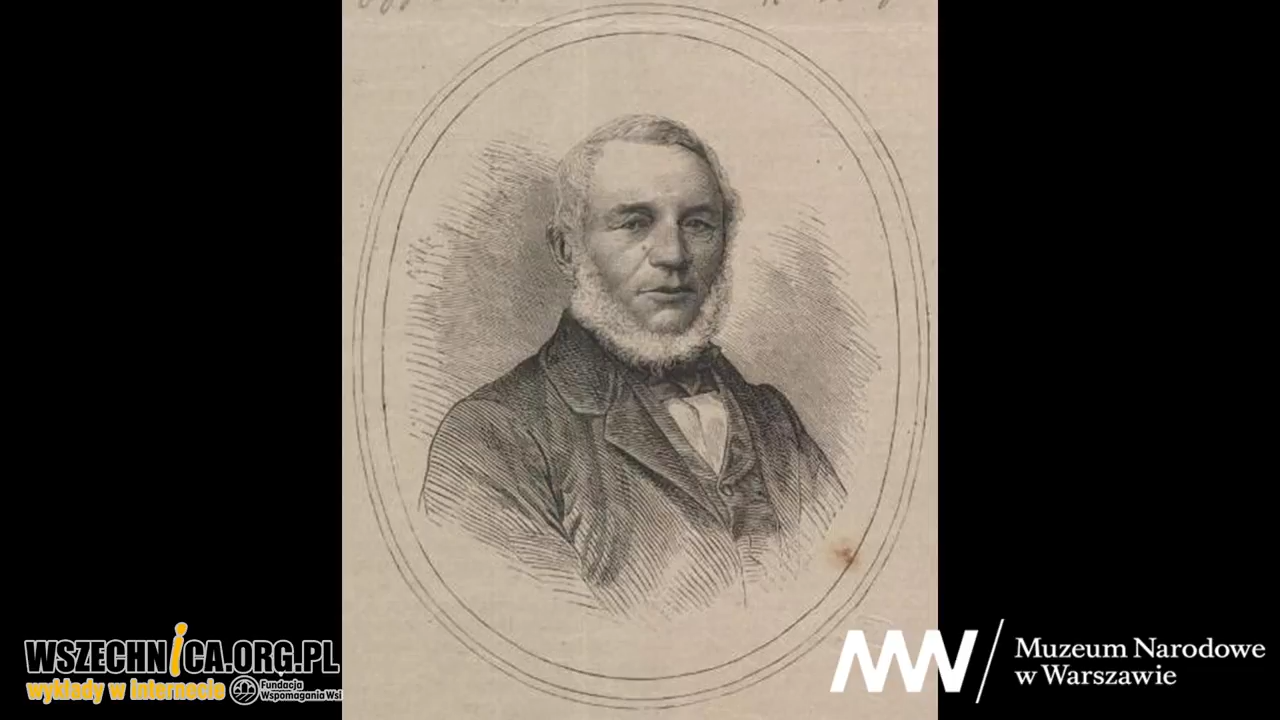 WSZECHNiCA.ORG.PL
wykłady w internecie
Fundacja
Wspomagania Wsi
Muzeum Narodowe
w Warszawie